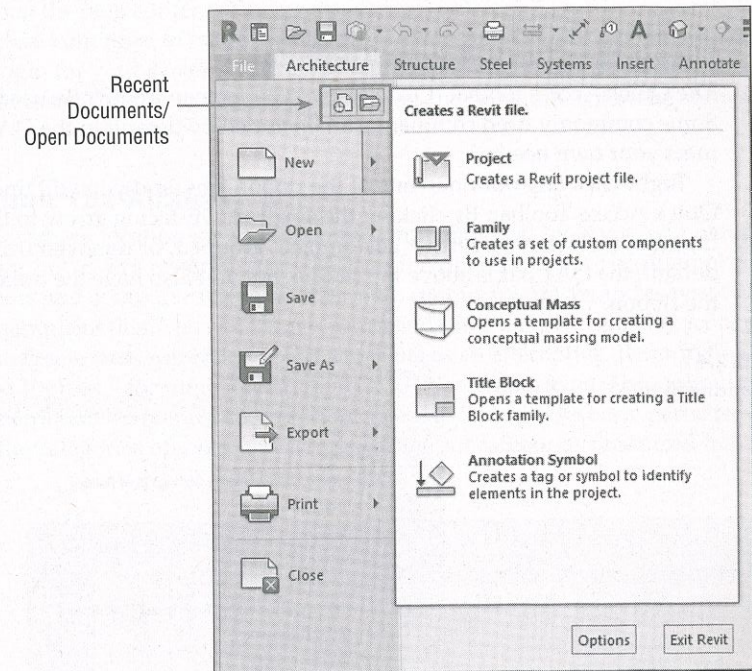 File Architecture Structure Steel Systems Insert Annotate
Recent
Documents/
Open Documents
Creates a Revit file.
New
Project
Creates a Revit project file.
Open
Family
Creates a set of custom components
to use in projects.
Save
Conceptual Mass
Opens a template for creating a
conceptual massing model.
Save As
Title Block
Opens a template for creating a Title
Block family.
Export
Annotation Symbol
Creates a tag or symbol to identify
elements in the project.
Print
Close
Options Exit Revit